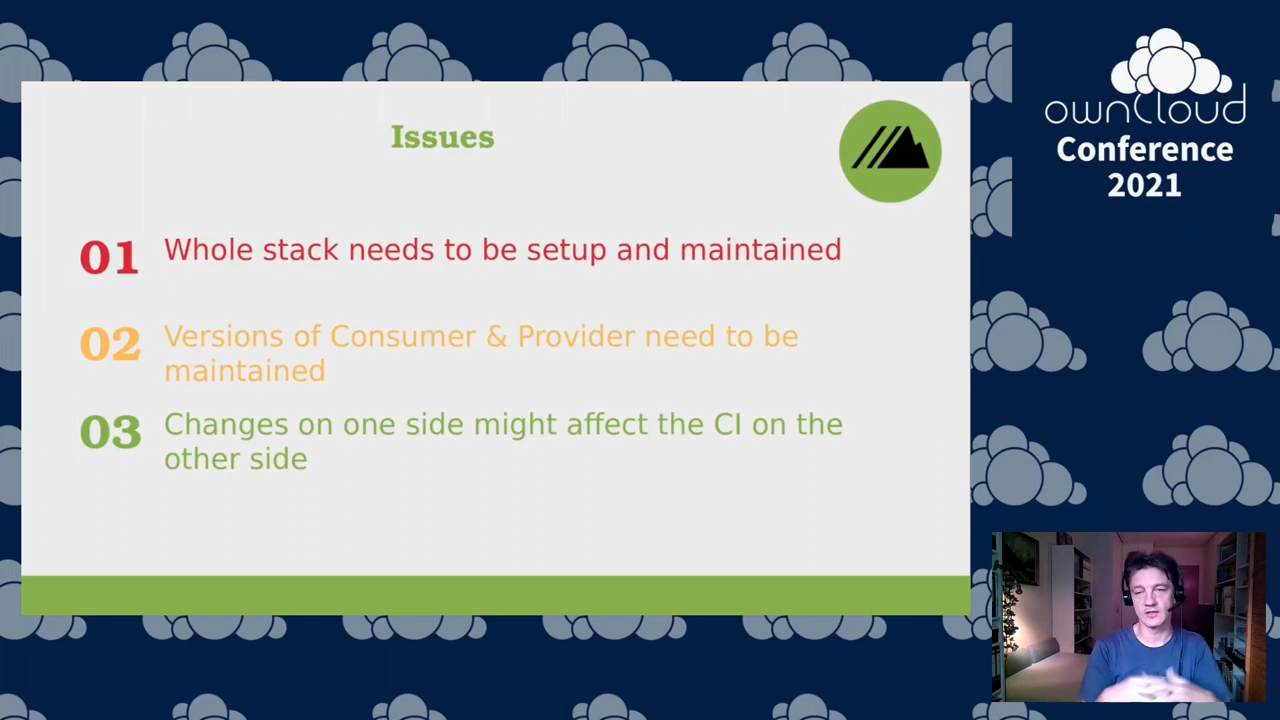 Issues
01 Whole stack needs to be setup and maintained
02 Versions of Consumer & Provider need to be
maintained
03 Changes on one side might affect the CI on the
other side
ownCloud
Conference
2021